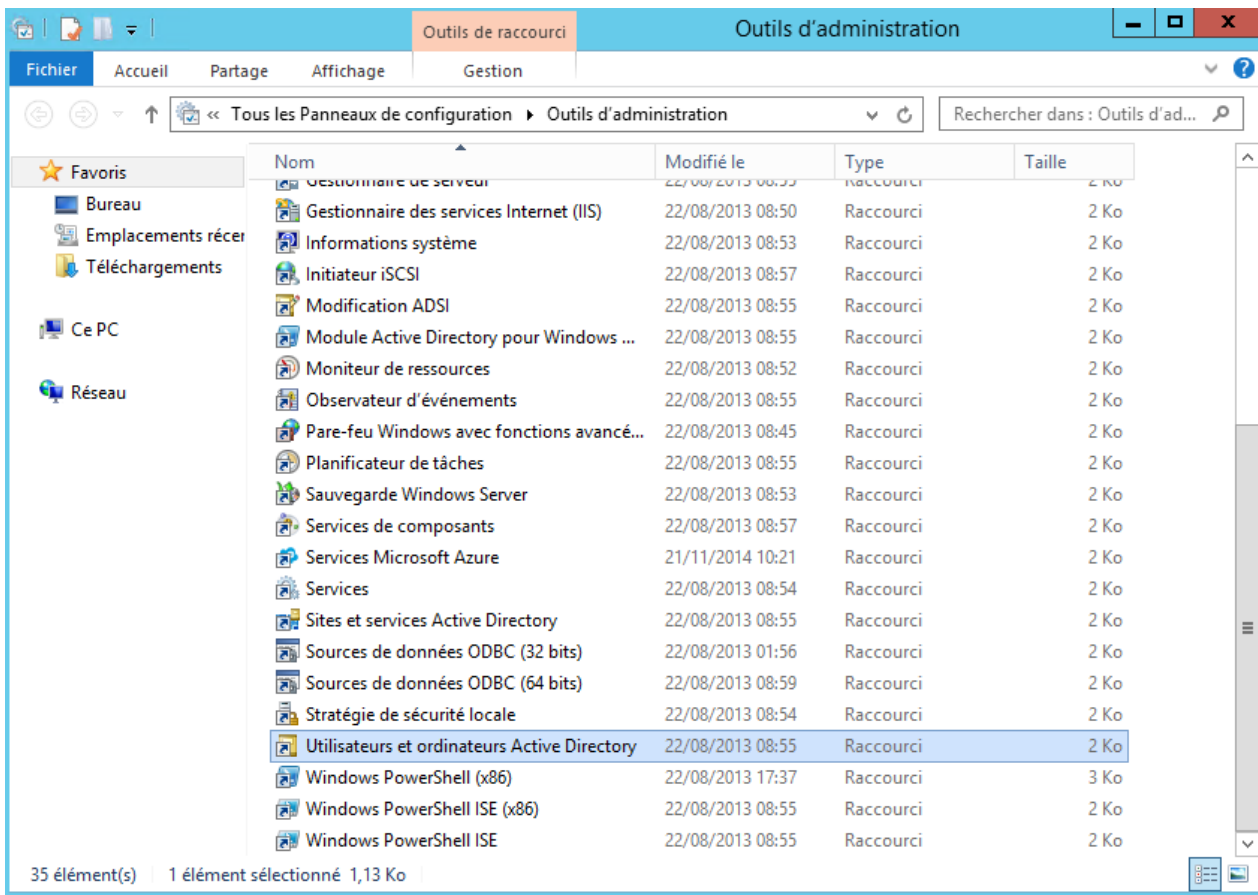 Outils de raccourci Outils d'administration
Fichier Accueil Partage Affichage Gestion
« Tous les Panneaux de configuration Outils d'administration Rechercher dans : Outils d'ad...
Favoris
Bureau
Emplacements récer
Téléchargements
Ce PC
Réseau
Nom Modifié le Type Taille
Gestionnaire de serveur 22/08/2013 08:55 Raccourci 2 Ko
Gestionnaire des services Internet (IIS) 22/08/2013 08:50 Raccourci 2 Ko
Informations système 22/08/2013 08:53 Raccourci 2 Ko
Initiateur iSCSI 22/08/2013 08:57 Raccourci 2 Ko
Modification ADSI 22/08/2013 08:55 Raccourci 2 Ko
Module Active Directory pour Windows ... 22/08/2013 08:55 Raccourci 2 Ko
Moniteur de ressources 22/08/2013 08:52 Raccourci 2 Ko
Observateur d'événements 22/08/2013 08:55 Raccourci 2 Ko
Pare-feu Windows avec fonctions avancé... 22/08/2013 08:45 Raccourci 2 Ko
Planificateur de tâches 22/08/2013 08:55 Raccourci 2 Ko
Sauvegarde Windows Server 22/08/2013 08:53 Raccourci 2 Ko
Services de composants 22/08/2013 08:57 Raccourci 2 Ko
Services Microsoft Azure 21/11/2014 10:21 Raccourci 2 Ko
Services 22/08/2013 08:54 Raccourci 2 Ko
Sites et services Active Directory 22/08/2013 08:55 Raccourci 2 Ko
Sources de données ODBC (32 bits) 22/08/2013 01:56 Raccourci 2 Ko
Sources de données ODBC (64 bits) 22/08/2013 08:59 Raccourci 2 Ko
Stratégie de sécurité locale 22/08/2013 08:54 Raccourci 2 Ko
Utilisateurs et ordinateurs Active Directory 22/08/2013 08:55 Raccourci 2 Ko
Windows PowerShell (x86) 22/08/2013 17:37 Raccourci 3 Ko
Windows PowerShell ISE (x86) 22/08/2013 08:55 Raccourci 2 Ko
Windows PowerShell ISE 22/08/2013 08:55 Raccourci 2 Ko
35 élément(s) 1 élément sélectionné 1,13 Ko